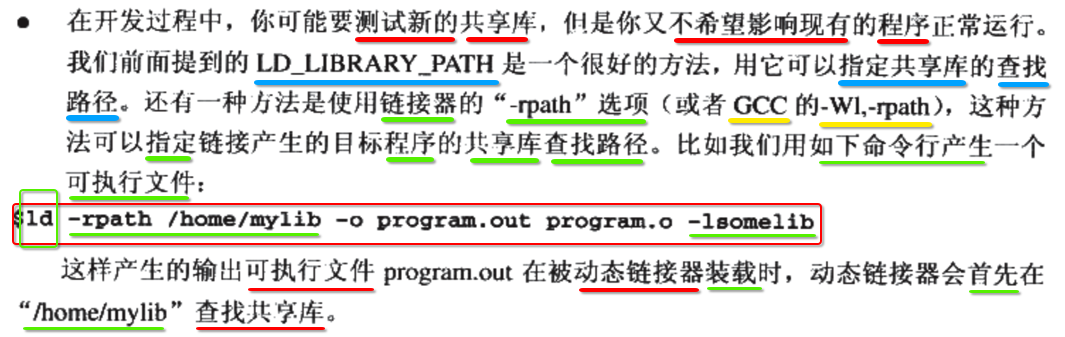 ● 在开发过程中，你可能要测试新的共享库，但是你又不希望影响现有的程序正常运行。
我们前面提到的 LD_LIBRARY_PATH 是一个很好的方法，用它可以指定共享库的查找
路径。还有一种方法是使用链接器的“-rpath”选项（或者 GCC 的-Wl,-rpath），这种方
法可以指定链接产生的目标程序的共享库查找路径。比如我们用如下命令行产生一个
可执行文件：
$ld -rpath /home/mylib -o program.out program.o -lsomelib
这样产生的输出可执行文件 program.out 在被动态链接器装载时，动态链接器会首先在
“/home/mylib”查找共享库。